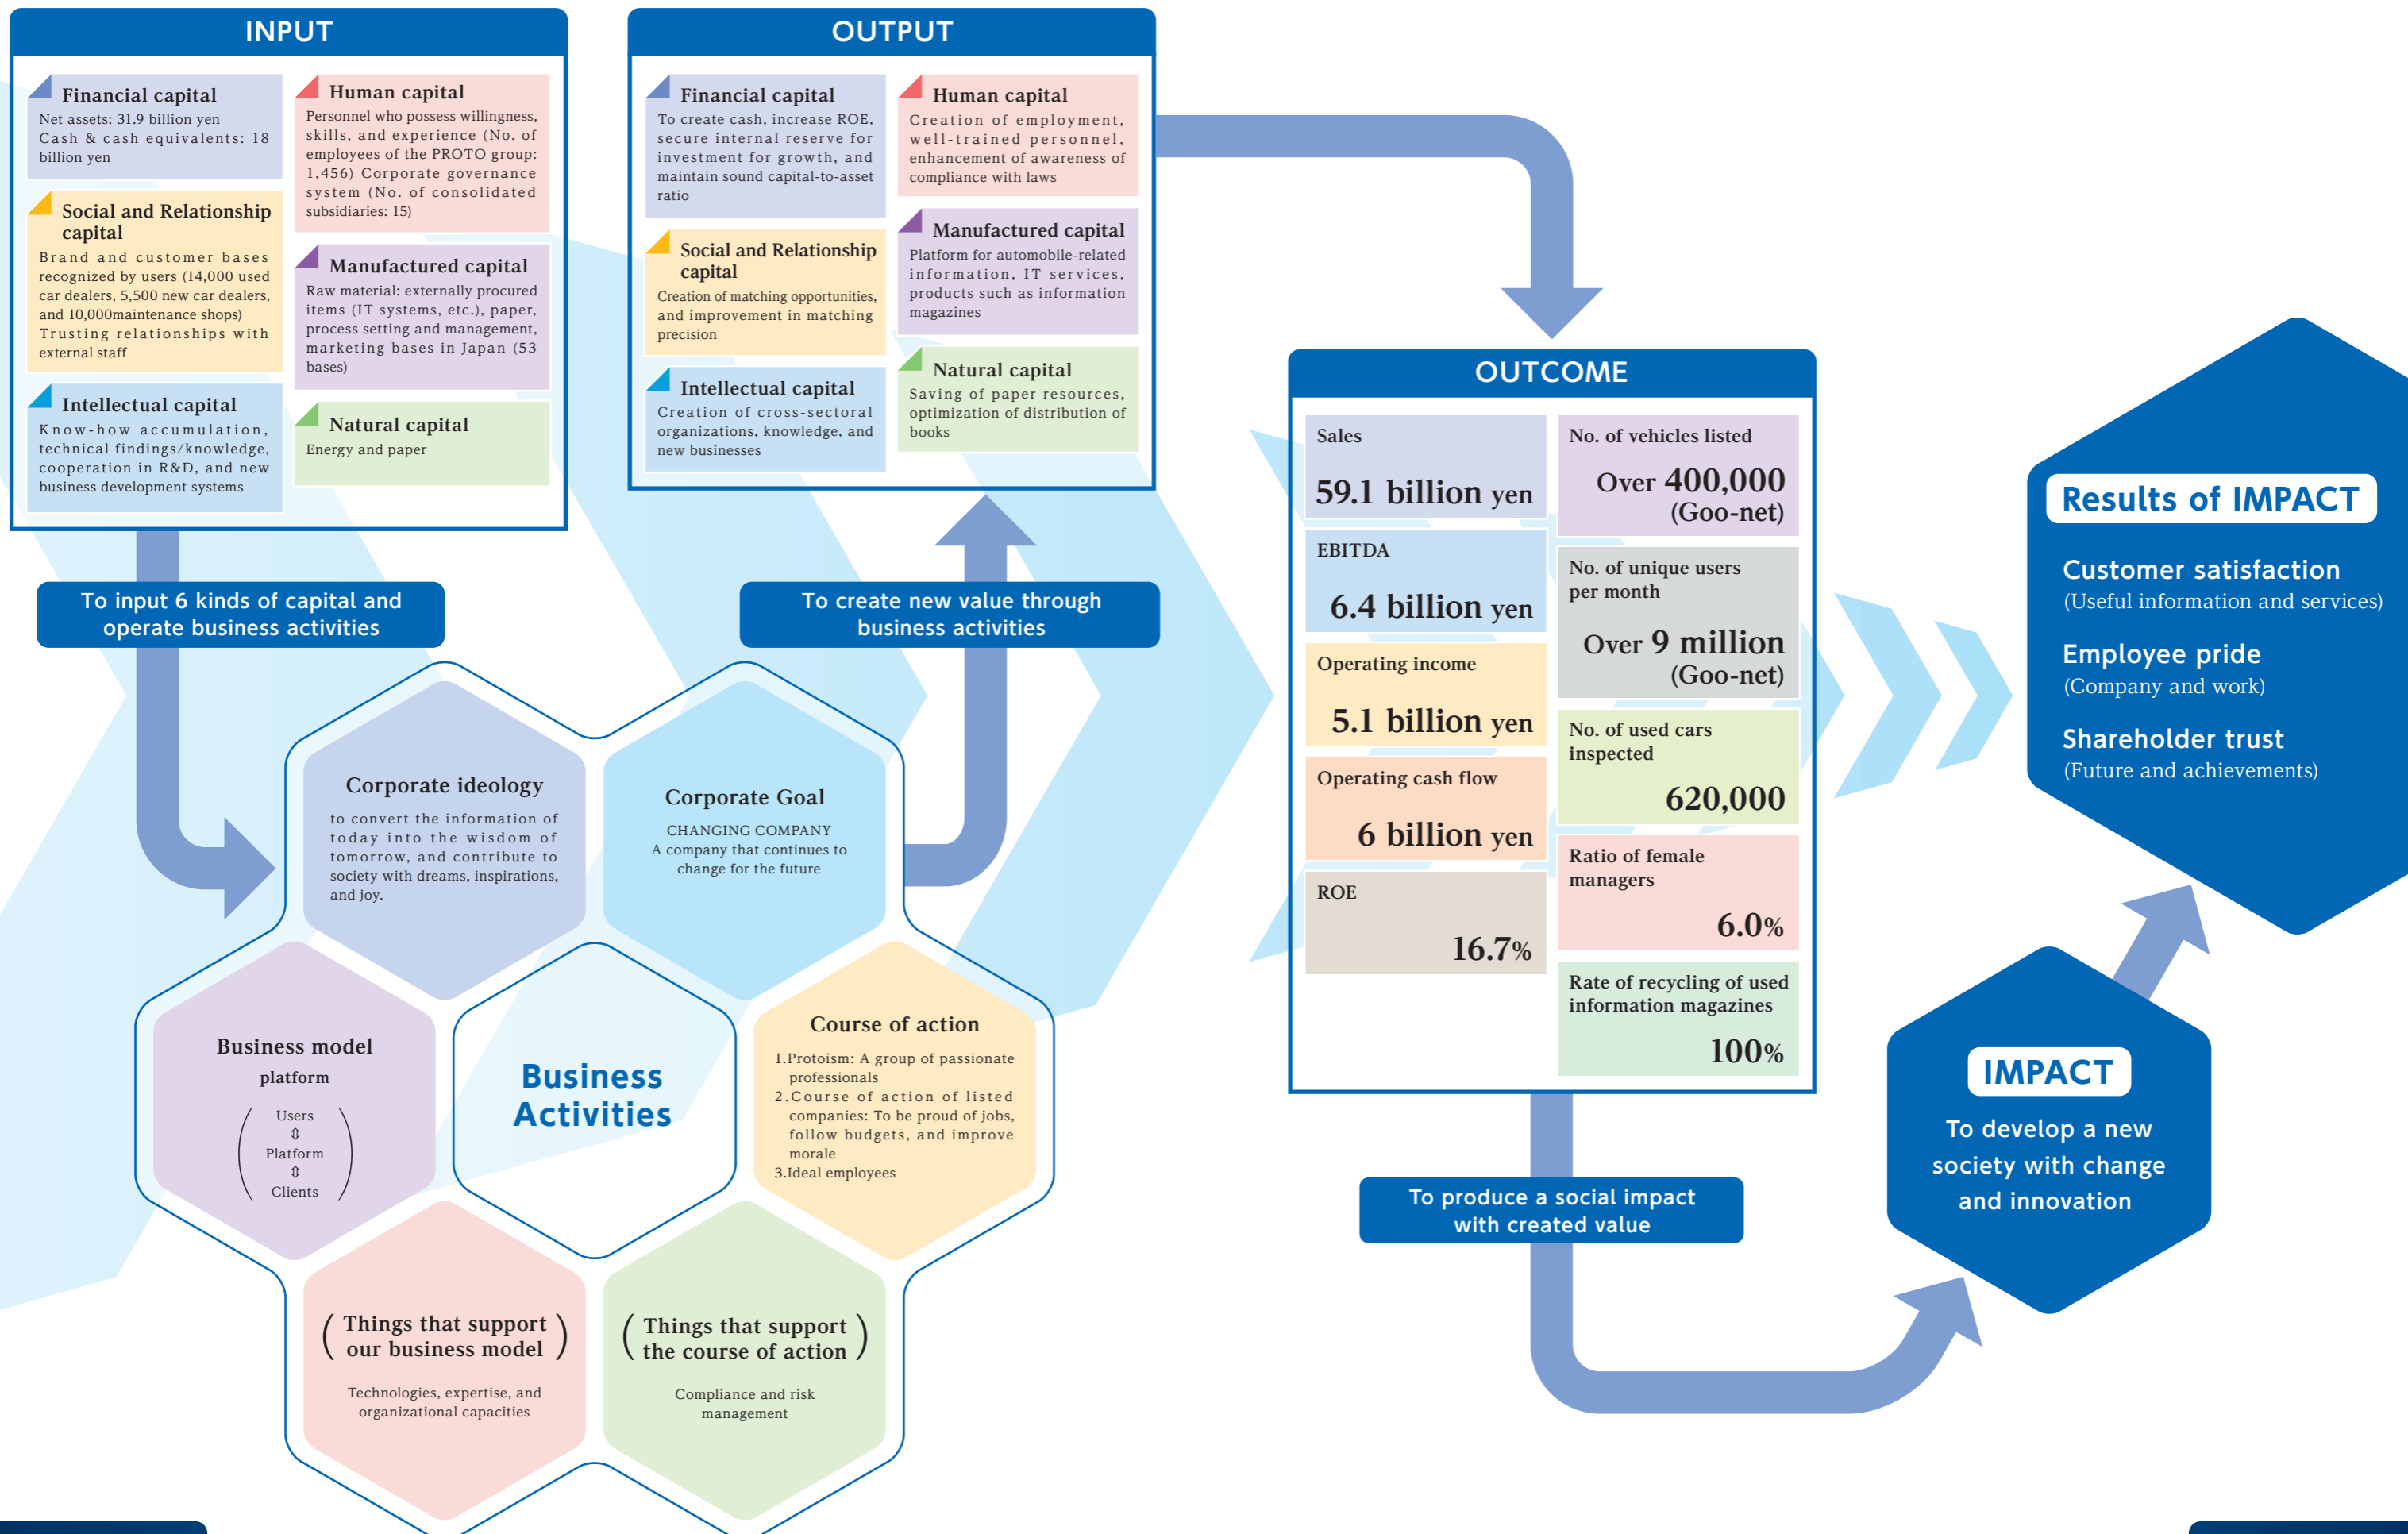 INPUT
Financial capital
Net assets: 31.9 billion yen
Cash & cash equivalents: 18
billion yen
Social and Relationship
capital
Brand and customer bases
recognized by users (14,000 used
car dealers, 5,500 new car dealers,
and 10,000maintenance shops)
Trusting relationships with
external staff
Intellectual capital
Know-how accumulation,
technical findings/knowledge,
cooperation in R&D, and new
business development systems
Human capital
Personnel who possess willingness,
skills, and experience (No. of
employees of the PROTO group:
1,456) Corporate governance
system (No. of consolidated
subsidiaries: 15)
Manufactured capital
Raw material: externally procured
items (IT systems, etc.), paper,
process setting and management,
marketing bases in Japan (53
bases)
Natural capital
Energy and paper
To input 6 kinds of capital and
operate business activities
OUTPUT
Financial capital
To create cash, increase ROE,
secure internal reserve for
investment for growth, and
maintain sound capital-to-asset
ratio
Social and Relationship
capital
Creation of matching opportunities,
and improvement in matching
precision
Intellectual capital
Creation of cross-sectoral
organizations, knowledge, and
new businesses
Human capital
Creation of employment,
well-trained personnel,
enhancement of awareness of
compliance with laws
Manufactured capital
Platform for automobile-related
information, IT services,
products such as information
magazines
Natural capital
Saving of paper resources,
optimization of distribution of
books
To create new value through
business activities
Corporate ideology
to convert the information of
today into the wisdom of
tomorrow, and contribute to
society with dreams, inspirations,
and joy.
Corporate Goal
CHANGING COMPANY
A company that continues to
change for the future
Business model
platform
Users
⇕
Platform
⇕
Clients
Business
Activities
Course of action
1.Protoism: A group of passionate
professionals
2.Course of action of listed
companies: To be proud of jobs,
follow budgets, and improve
morale
3.Ideal employees
(Things that support
our business model)
Technologies, expertise, and
organizational capacities
(Things that support
the course of action)
Compliance and risk
management
OUTCOME
Sales
59.1 billion yen
EBITDA
6.4 billion yen
Operating income
5.1 billion yen
Operating cash flow
6 billion yen
ROE
16.7%
No. of vehicles listed
Over 400,000
(Goo-net)
No. of unique users
per month
Over 9 million
(Goo-net)
No. of used cars
inspected
620,000
Ratio of female
managers
6.0%
Rate of recycling of used
information magazines
100%
To produce a social impact
with created value
IMPACT
To develop a new
society with change
and innovation
Results of IMPACT
Customer satisfaction
(Useful information and services)
Employee pride
(Company and work)
Shareholder trust
(Future and achievements)